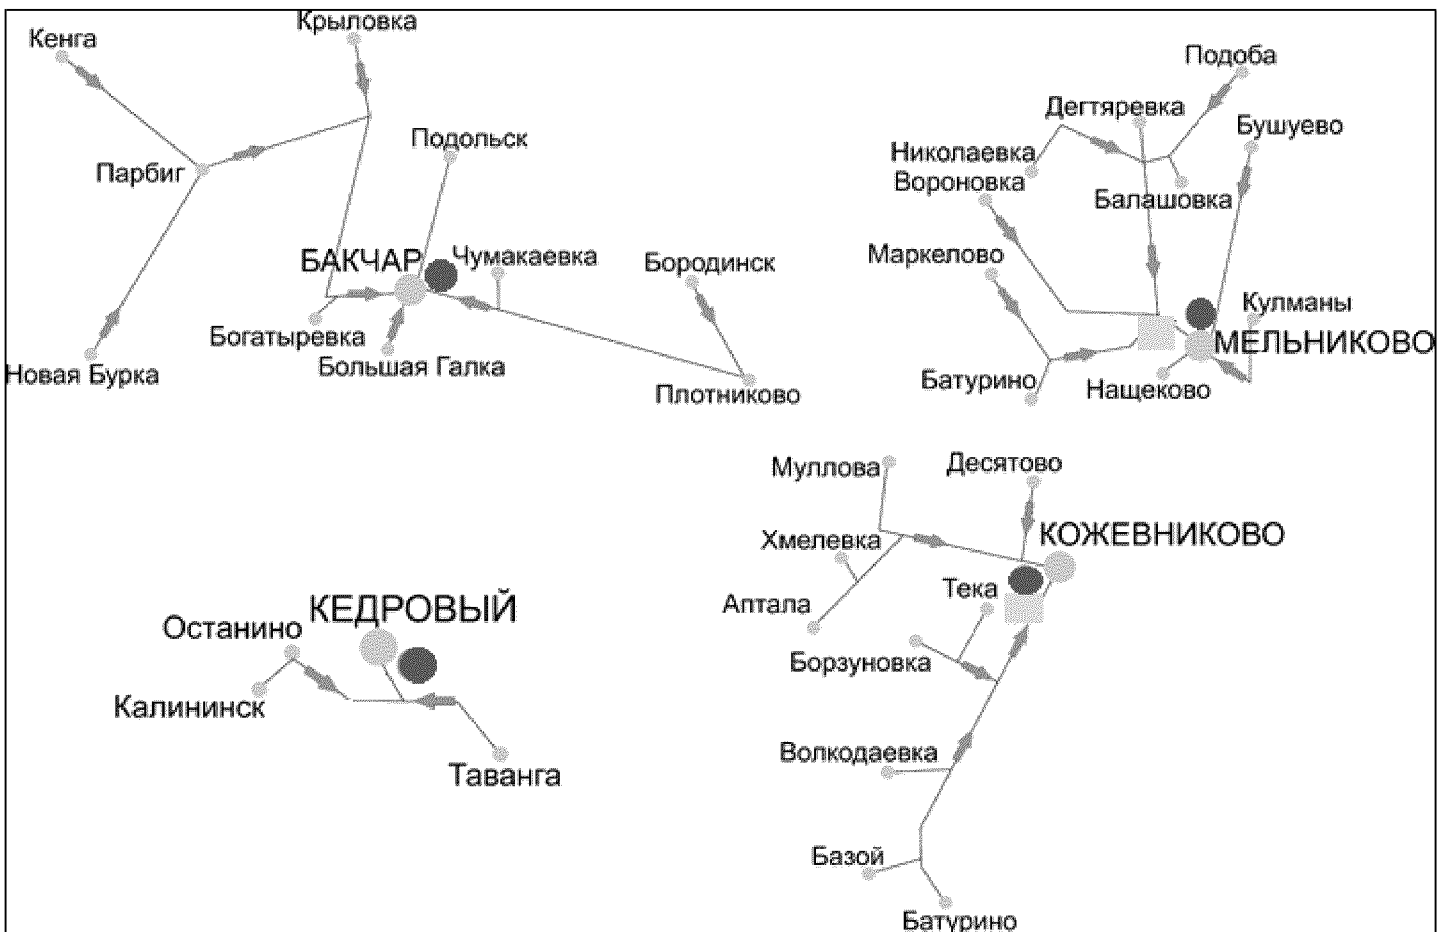 Крыловка
Кенга
Подоба
Дегтяревка
Бушуево
Подольск
Николаевка
Парбиг
Вороновка
Балашовка
БАКЧАР
Чумакаевка
Бородинск
Маркелово
Кулманы
Богатыревка
МЕЛЬНИКОВО
Большая Галка
Новая Бурка
Батурино
Нащеково
Плотниково
Муллова
Десятово
КОЖЕВНИКОВО
Хмелевка
Тека
Аптала
КЕДРОВЫЙ
Останино
Борзуновка
Калининск
Волкодаевка
Таванга
Базой
Батурино